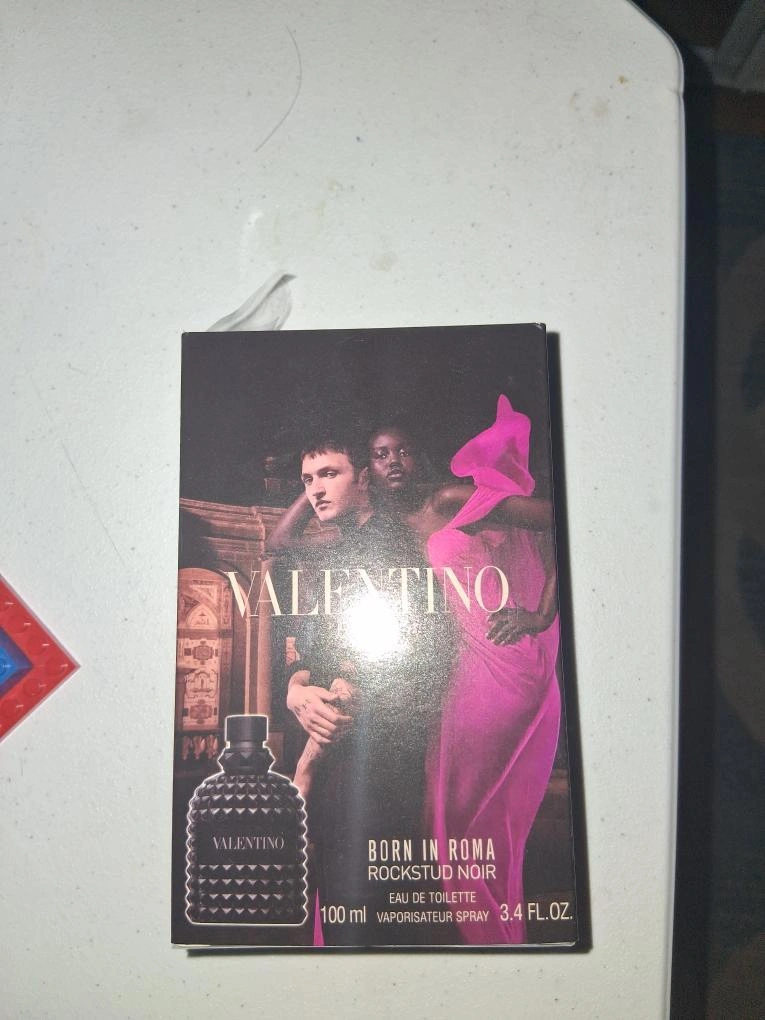 VALENTINO
VALENTINO
BORN IN ROMA
ROCKSTUD NOIR
EAU DE TOILETTE
100 ml VAPORISATEUR SPRAY 3.4 FL.OZ.